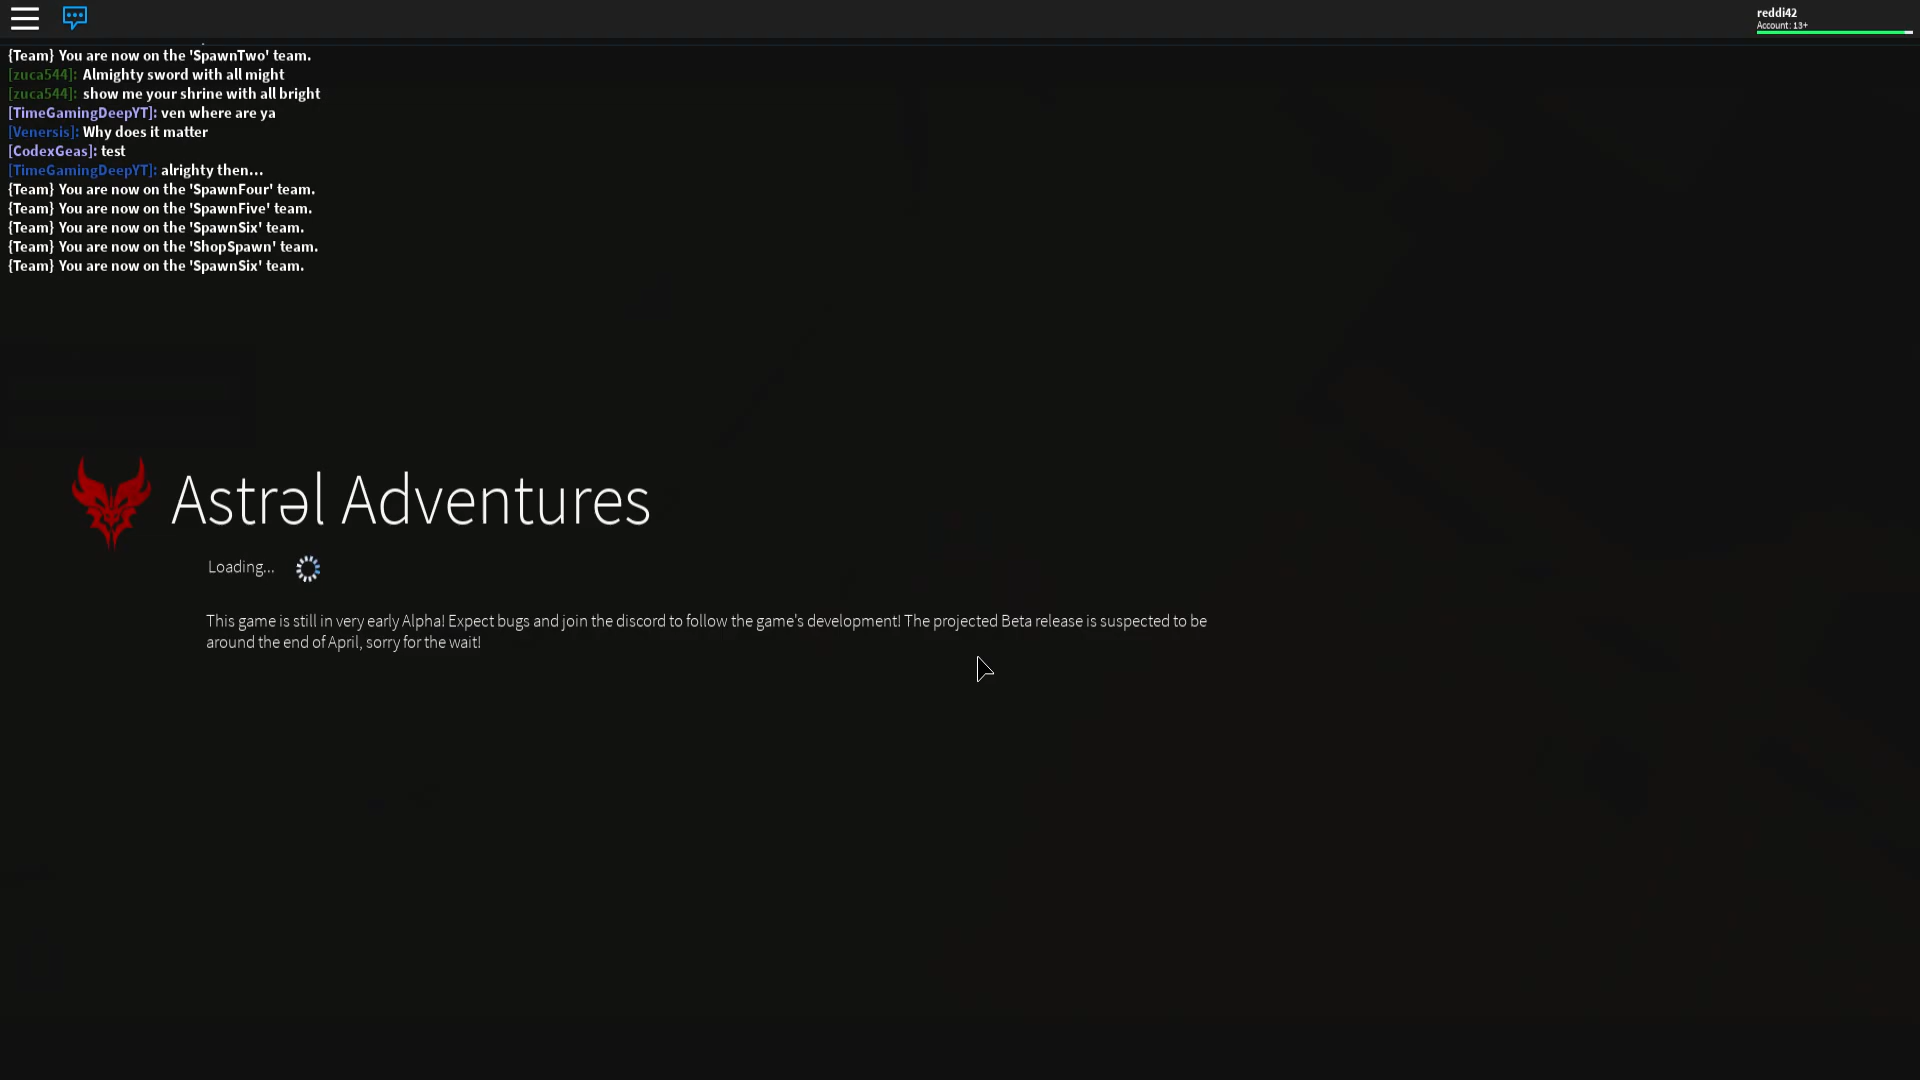 reddi42
Account: 13+
{Team} You are now on the 'SpawnTwo' team.
[zuca544]: Almighty sword with all might
[zuca544]: show me your shrine with all bright
[TimeGamingDeepYT]: ven where are ya
[Venersis]: Why does it matter
[CodexGeas]: test
[TimeGamingDeepYT]: alrighty then...
{Team} You are now on the 'SpawnFour' team.
{Team} You are now on the 'SpawnFive' team.
{Team} You are now on the 'SpawnSix' team.
{Team} You are now on the 'ShopSpawn' team.
{Team} You are now on the 'SpawnSix' team.
Astrəl Adventures
Loading...
This game is still in very early Alpha! Expect bugs and join the discord to follow the game's development! The projected Beta release is suspected to be
around the end of April, sorry for the wait!